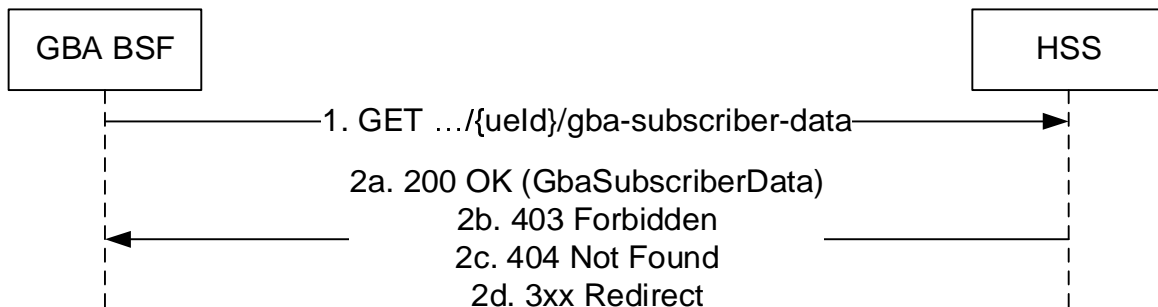 GBA BSF
HSS
1. GET …/{ueId}/gba-subscriber-data
2a. 200 OK (GbaSubscriberData)
2b. 403 Forbidden
2c. 404 Not Found
2d. 3xx Redirect